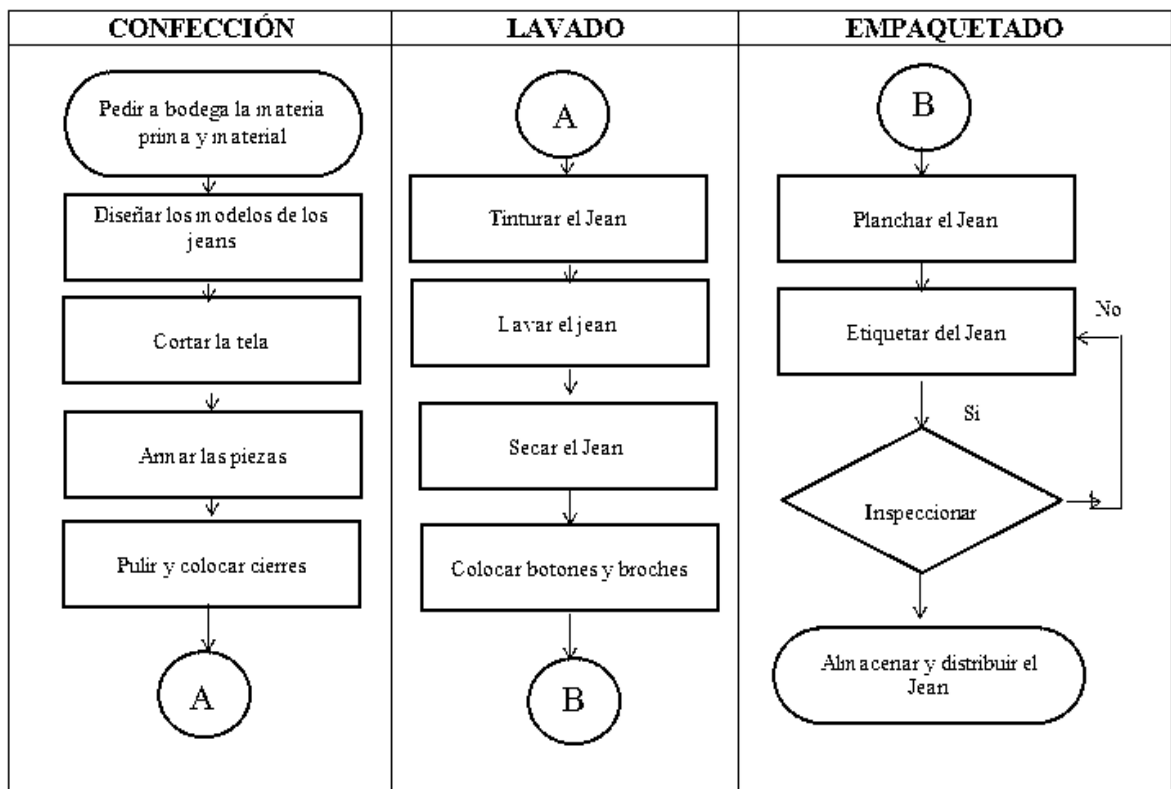 CONFECCIÓN
Pedir a bodega la materia
prima y material
Diseñar los modelos de los
jeans
Cortar la tela
Armar las piezas
Pulir y colocar cierres
A
LAVADO
A
Tinturar el Jean
Lavar el jean
Secar el Jean
Colocar botones y broches
B
EMPAQUETADO
B
Planchar el Jean
Etiquetar del Jean
No
Si
Inspeccionar
Almacenar y distribuir el
Jean